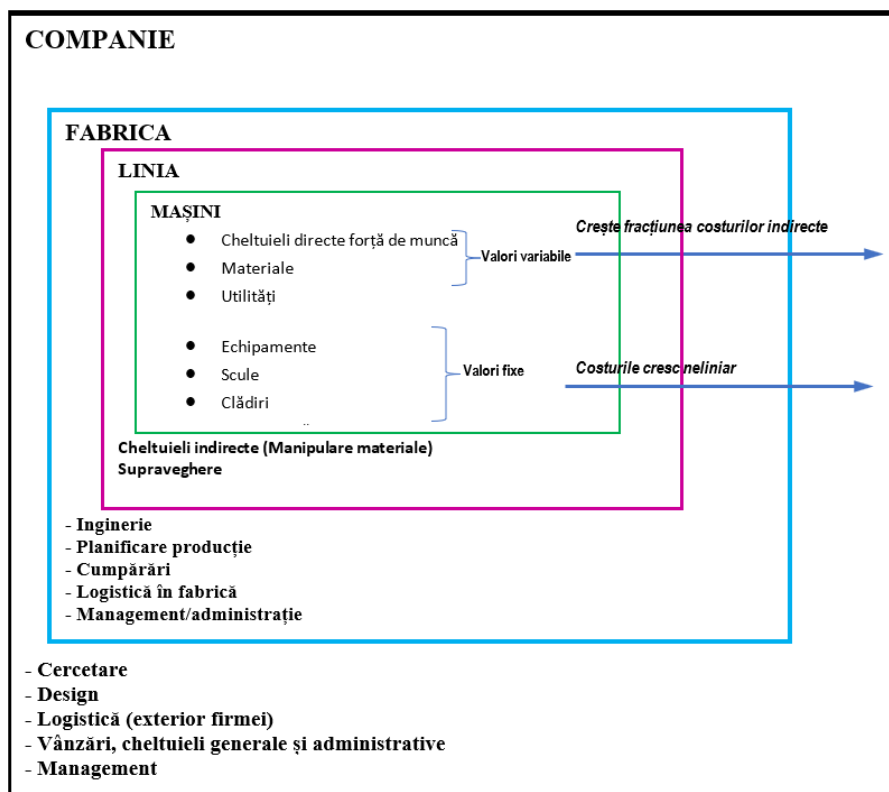 COMPANIE
FABRICA
LINIA
MAȘINI
● Cheltuieli directe forță de muncă
● Materiale
● Utilități
Valori variabile
Crește fracțiunea costurilor indirecte
● Echipamente
● Scule
● Clădiri
Valori fixe
Costurile cresc neliniar
Cheltuieli indirecte (Manipulare materiale)
Supraveghere
- Inginerie
- Planificare producție
- Cumpărări
- Logistică în fabrică
- Management/administrație
- Cercetare
- Design
- Logistică (exterior firmei)
- Vânzări, cheltuieli generale și administrative
- Management